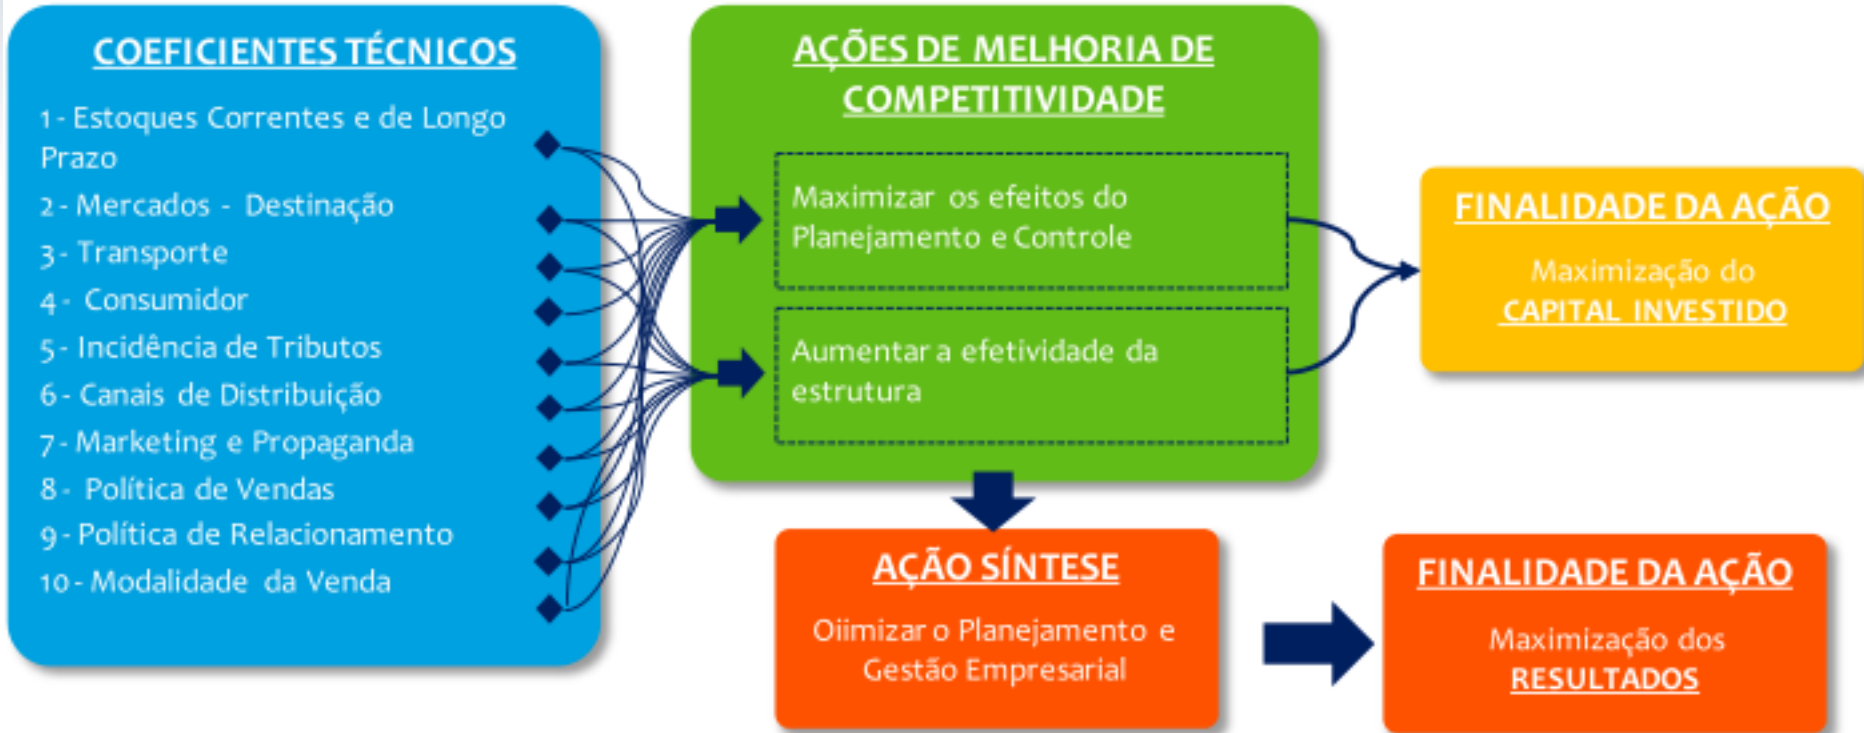 COEFICIENTES TÉCNICOS
1- Estoques Correntes e de Longo
Prazo
2- Mercados - Destinação
3- Transporte
4- Consumidor
5- Incidência de Tributos
6- Canais de Distribuição
7- Marketing e Propaganda
8- Política de Vendas
9- Política de Relacionamento
10- Modalidade da Venda
AÇÕES DE MELHORIA DE
COMPETITIVIDADE
Maximizar os efeitos do
Planejamento e Controle
Aumentar a efetividade da
estrutura
FINALIDADE DA AÇÃO
Maximização do
CAPITAL INVESTIDO
AÇÃO SÍNTESE
Oiimizar o Planejamento e
Gestão Empresarial
FINALIDADE DA AÇÃO
Maximização dos
RESULTADOS